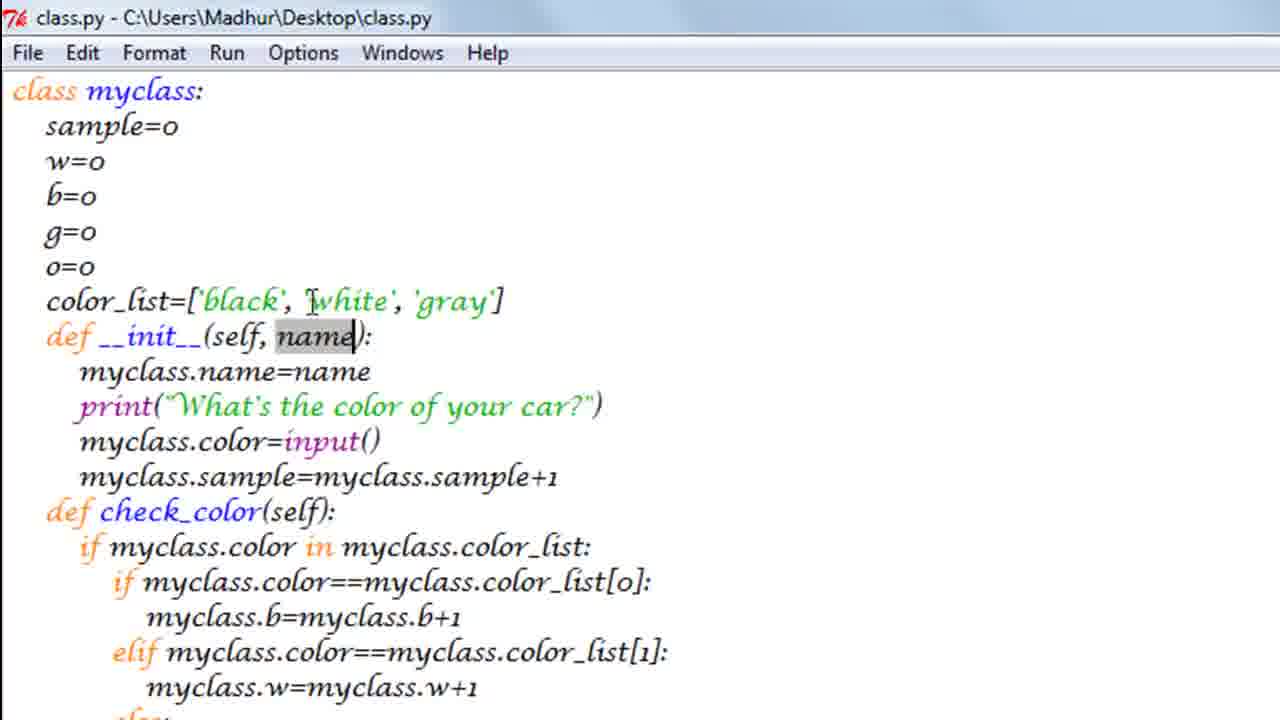 class.py - C:\Users\Madhur\Desktop\class.py
File Edit Format Run Options Windows Help
class myclass:
    sample=0
    w=0
    b=0
    g=0
    o=0
    color_list=['black', 'white', 'gray']
    def __init__(self, name):
        myclass.name=name
        print("What's the color of your car?")
        myclass.color=input()
        myclass.sample=myclass.sample+1
    def check_color(self):
        if myclass.color in myclass.color_list:
            if myclass.color==myclass.color_list[0]:
                myclass.b=myclass.b+1
            elif myclass.color==myclass.color_list[1]:
                myclass.w=myclass.w+1
            else: